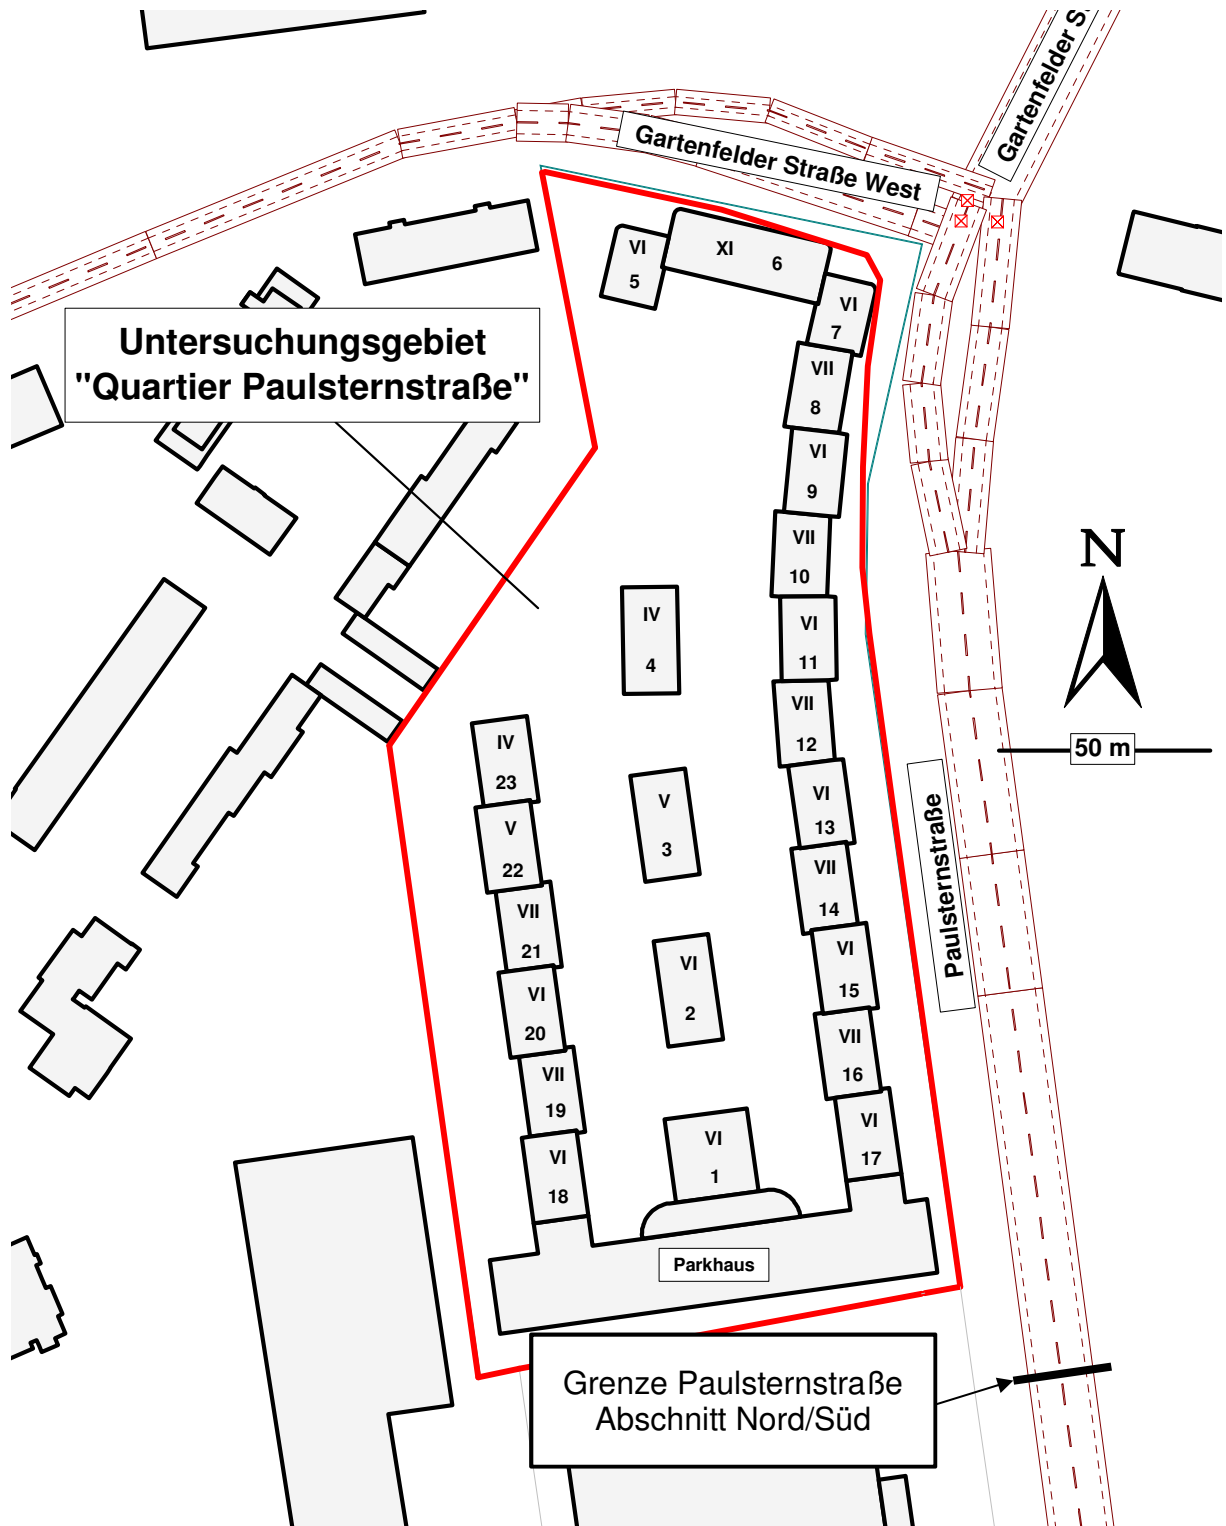 Gartenfelder S
Gartenfelder Straße West
VI
5
XI
6
VI
7
Untersuchungsgebiet
"Quartier Paulsternstraße"
VII
8
VI
9
VII
10
N
IV
4
VI
11
VII
12
IV
23
50 m
V
3
VI
13
V
22
VII
14
Paulsternstraße
VII
21
VI
2
VI
15
VI
20
VII
16
VII
19
VI
17
VI
1
VI
18
Parkhaus
Grenze Paulsternstraße
Abschnitt Nord/Süd